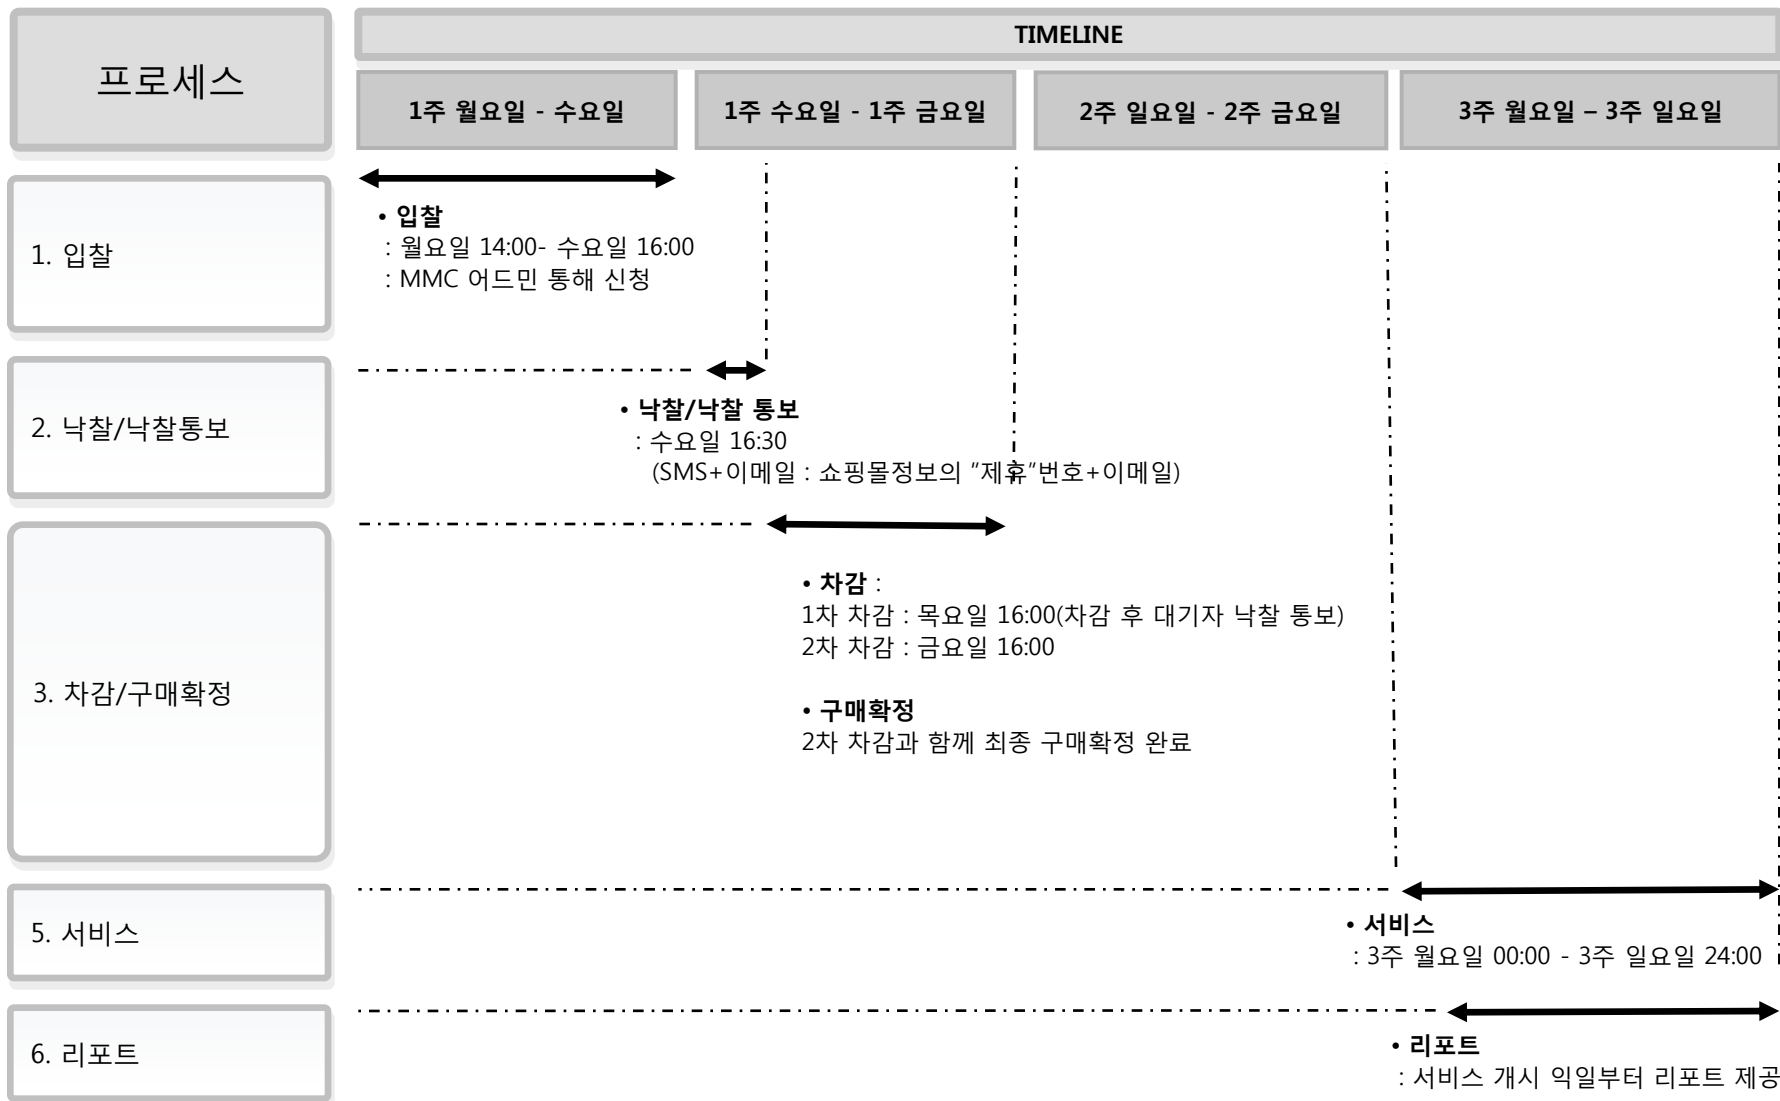 프로세스
TIMELINE
1주 월요일 - 수요일
1주 수요일 - 1주 금요일
2주 일요일 - 2주 금요일
3주 월요일 – 3주 일요일
1. 입찰
• 입찰
: 월요일 14:00- 수요일 16:00
: MMC 어드민 통해 신청
2. 낙찰/낙찰통보
• 낙찰/낙찰 통보
: 수요일 16:30
(SMS+이메일 : 쇼핑몰정보의 "제휴"번호+이메일)
3. 차감/구매확정
• 차감 :
1차 차감 : 목요일 16:00(차감 후 대기자 낙찰 통보)
2차 차감 : 금요일 16:00
• 구매확정
2차 차감과 함께 최종 구매확정 완료
5. 서비스
• 서비스
: 3주 월요일 00:00 - 3주 일요일 24:00
6. 리포트
• 리포트
: 서비스 개시 익일부터 리포트 제공